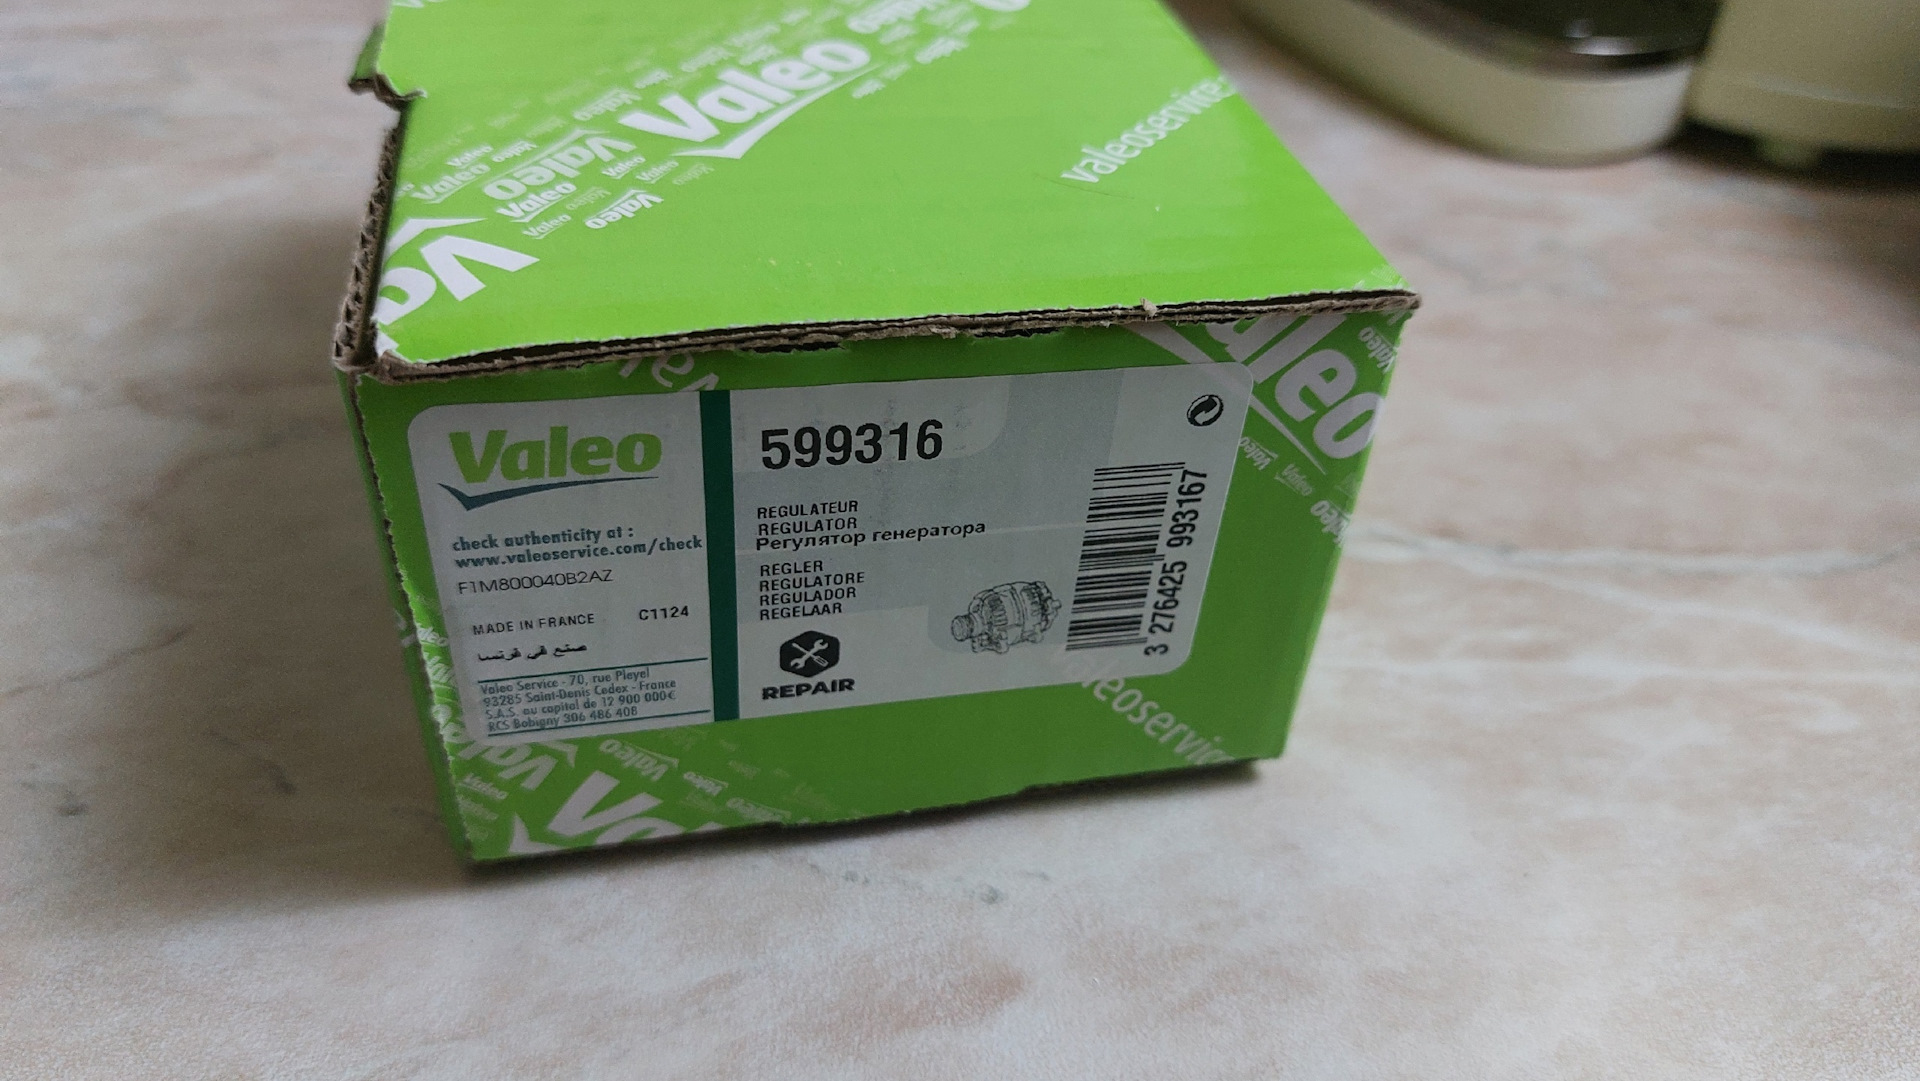 Valeo
valeoservice.
Valeo
599316
check authenticity at :
www.valeoservice.com/check
F1M800040B2AZ
MADE IN FRANCE C1124
صنع في فرنسا
Valeo Service - 70, rue Pleyel
93285 Saint-Denis Cedex - France
S.A.S. au capital de 12 900 000€
RCS Bobigny 306 486 408
REGULATEUR
REGULATOR
Регулятор генератора
REGLER
REGULATORE
REGULADOR
REGELAAR
REPAIR
3 276425 993167